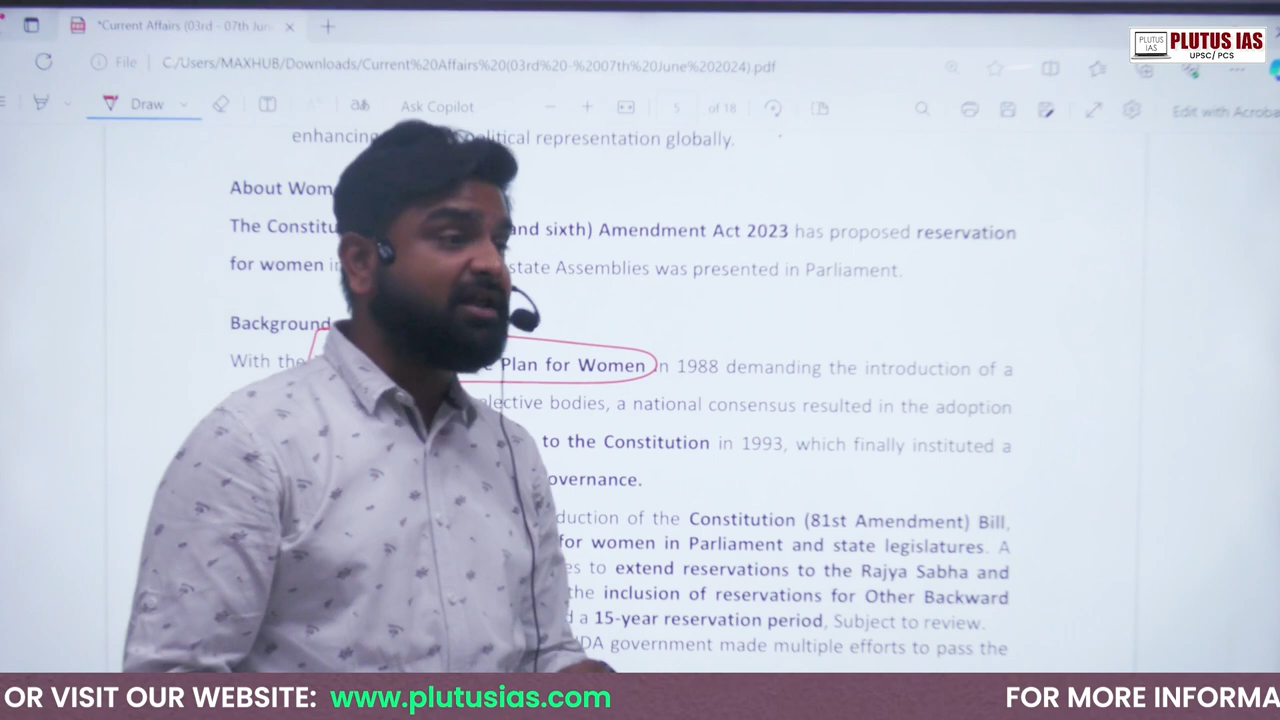 *Current Affairs (03rd - 07th Jun
PLUTUS IAS
PLUTUS IAS
UPSC/ PCS
File
C:/Users/MAXHUB/Downloads/Current%20 %20-%2007th%20June%202024).pdf
Draw
Ask Copilot
5 of 18
Edit with Acroba
enhancing political representation globally.
About Wom
The Constitu and sixth) Amendment Act 2023 has proposed reservation
for women in state Assemblies was presented in Parliament.
Background
With the Plan for Women in 1988 demanding the introduction of a
elective bodies, a national consensus resulted in the adoption
to the Constitution in 1993, which finally instituted a
overnance.
duction of the Constitution (81st Amendment) Bill,
for women in Parliament and state legislatures. A
es to extend reservations to the Rajya Sabha and
the inclusion of reservations for Other Backward
d a 15-year reservation period, Subject to review.
DA government made multiple efforts to pass the
OR VISIT OUR WEBSITE: www.plutusias.com FOR MORE INFORMA